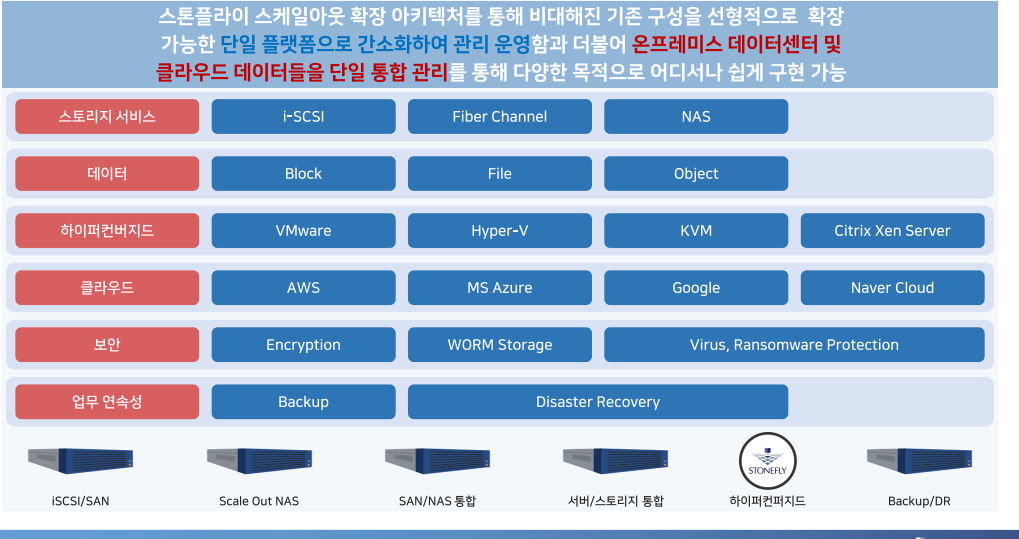 스톤플라이 스케일아웃 확장 아키텍처를 통해 비대해진 기존 구성을 선형적으로 확장
가능한 단일 플랫폼으로 간소화하여 관리 운영함과 더불어 온프레미스 데이터센터 및
클라우드 데이터들을 단일 통합 관리를 통해 다양한 목적으로 어디서나 쉽게 구현 가능
스토리지 서비스 i-SCSI Fiber Channel NAS
데이터 Block File Object
하이퍼컨버지드 VMware Hyper-V KVM Citrix Xen Server
클라우드 AWS MS Azure Google Naver Cloud
보안 Encryption WORM Storage Virus, Ransomware Protection
업무 연속성 Backup Disaster Recovery
STONEFLY
iSCSI/SAN Scale Out NAS SAN/NAS 통합 서버/스토리지 통합 하이퍼컨퍼지드 Backup/DR